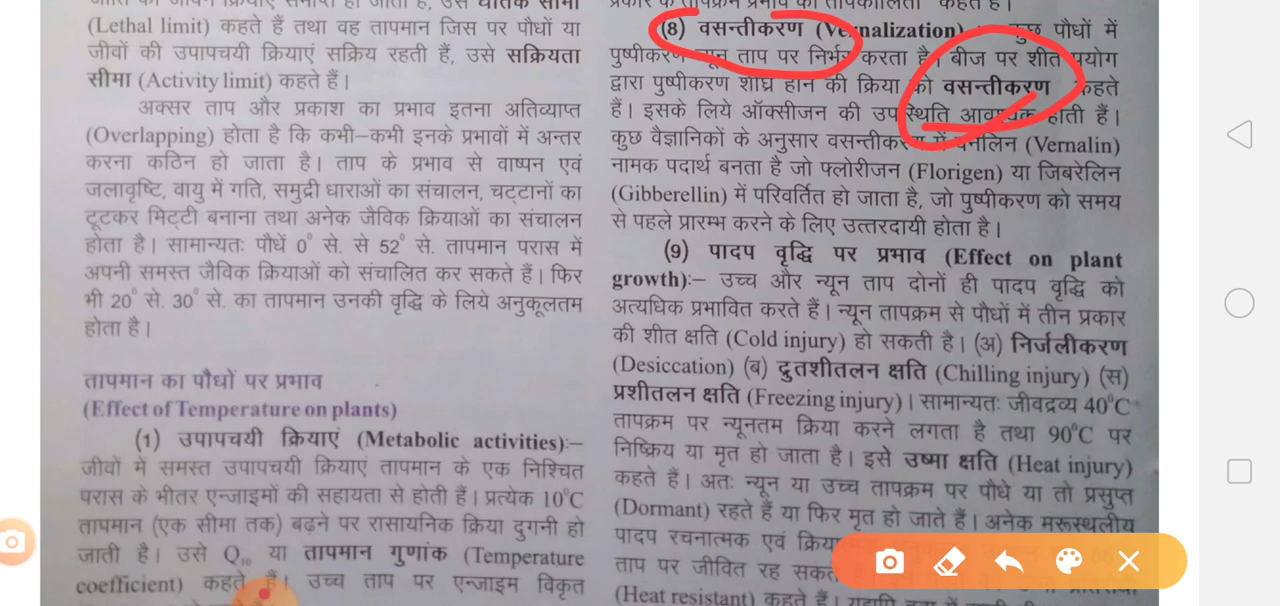 (Lethal limit) कहते हैं तथा वह तापमान जिस पर पौधों या
जीवों की उपापचयी क्रियाएं सक्रिय रहती हैं, उसे सक्रियता
सीमा (Activity limit) कहते हैं।
अक्सर ताप और प्रकाश का प्रभाव इतना अतिव्याप्त
(Overlapping) होता है कि कभी–कभी इनके प्रभावों में अन्तर
करना कठिन हो जाता है। ताप के प्रभाव से वाष्पन एवं
जलावृष्टि, वायु में गति, समुद्री धाराओं का संचालन, चट्टानों का
टूटकर मिट्टी बनाना तथा अनेक जैविक क्रियाओं का संचालन
होता है। सामान्यतः पौधें 0° से. से 52° से. तापमान परास में
अपनी समस्त जैविक क्रियाओं को संचालित कर सकते हैं। फिर
भी 20° से. 30° से. का तापमान उनकी वृद्धि के लिये अनुकूलतम
होता है।
तापमान का पौधों पर प्रभाव
(Effect of Temperature on plants)
(1) उपापचयी क्रियाएं (Metabolic activities):–
जीवों में समस्त उपापचयी क्रियाएं तापमान के एक निश्चित
परास के भीतर एन्जाइमों की सहायता से होती हैं। प्रत्येक 10°C
तापमान (एक सीमा तक) बढ़ने पर रासायनिक क्रिया दुगनी हो
जाती है। उसे Q₁₀ या तापमान गुणांक (Temperature
coefficient) कहते हैं। उच्च ताप पर एन्जाइम विकृत
(8) वसन्तीकरण (Vernalization) कुछ पौधों में
पुष्पीकरण न्यून ताप पर निर्भर करता है। बीज पर शीत
द्वारा पुष्पीकरण शीघ्र होने की क्रिया को वसन्तीकरण कहते
हैं। इसके लिये ऑक्सीजन की उपस्थिति आवश्यक होती हैं।
कुछ वैज्ञानिकों के अनुसार वसन्तीकरण में वर्नेलिन (Vernalin)
नामक पदार्थ बनता है जो फ्लोरीजन (Florigen) या जिबरेलिन
(Gibberellin) में परिवर्तित हो जाता है, जो पुष्पीकरण को समय
से पहले प्रारम्भ करने के लिए उत्तरदायी होता है।
(9) पादप वृद्धि पर प्रभाव (Effect on plant
growth):– उच्च और न्यून ताप दोनों ही पादप वृद्धि को
अत्यधिक प्रभावित करते हैं। न्यून तापक्रम से पौधों में तीन प्रकार
की शीत क्षति (Cold injury) हो सकती है। (अ) निर्जलीकरण
(Desiccation) (ब) द्रुतशीतलन क्षति (Chilling injury) (स)
प्रशीतलन क्षति (Freezing injury)। सामान्यतः जीवद्रव्य 40°C
तापक्रम पर न्यूनतम क्रिया करने लगता है तथा 90°C पर
निष्क्रिय या मृत हो जाता है। इसे उष्मा क्षति (Heat injury)
कहते हैं। अतः न्यून या उच्च तापक्रम पर पौधे या तो प्रसुप्त
(Dormant) रहते हैं या फिर मृत हो जाते हैं। अनेक मरूस्थलीय
पादप रचनात्मक एवं
ताप पर जीवित रह
(Heat resistant) कहते हैं।